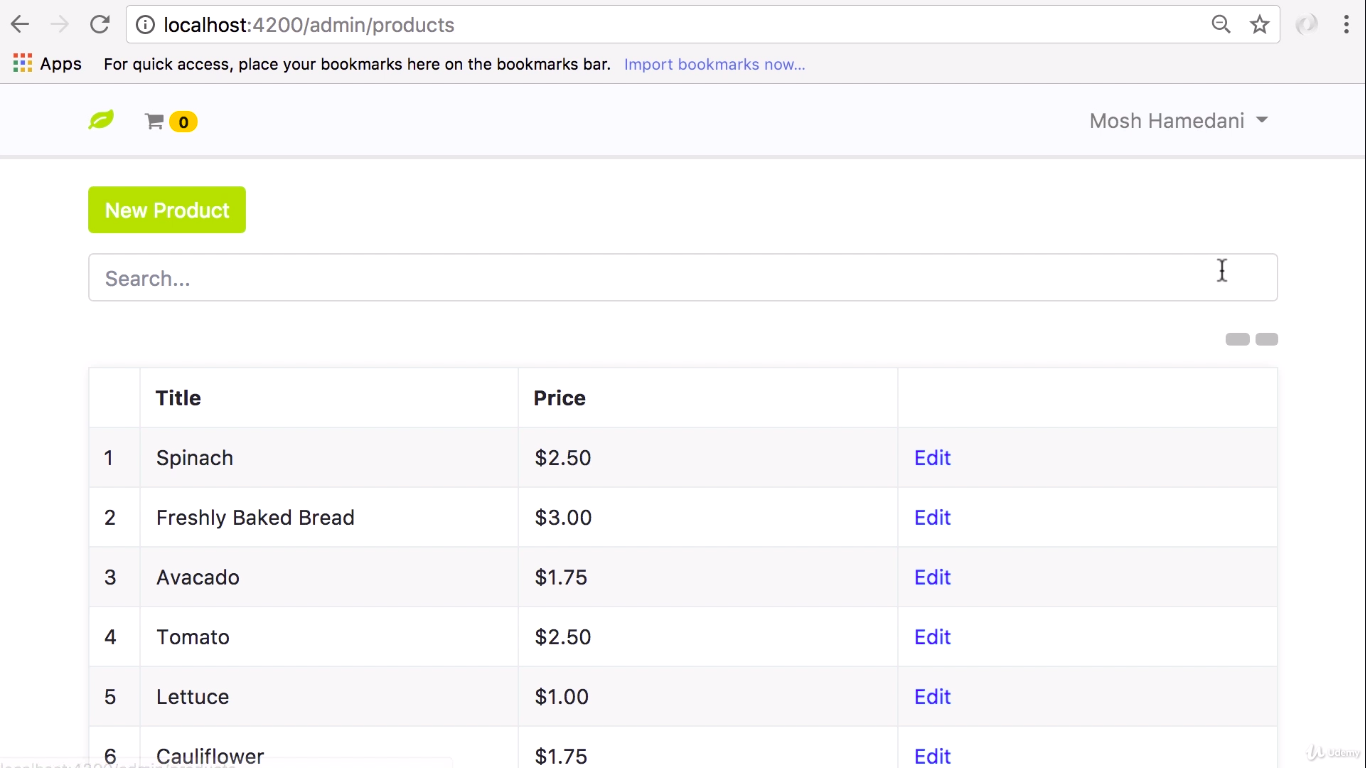 localhost:4200/admin/products
Apps For quick access, place your bookmarks here on the bookmarks bar. Import bookmarks now...
0 Mosh Hamedani
New Product
Search...
Title Price
1 Spinach $2.50 Edit
2 Freshly Baked Bread $3.00 Edit
3 Avacado $1.75 Edit
4 Tomato $2.50 Edit
5 Lettuce $1.00 Edit
6 Cauliflower $1.75 Edit
Udemy